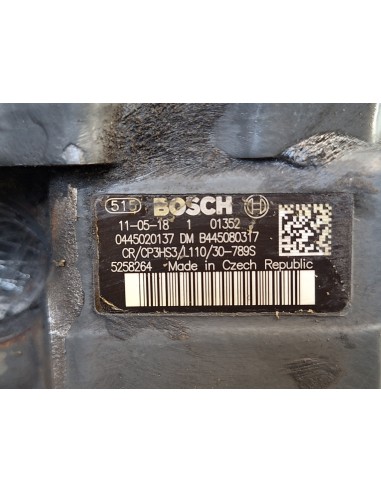 515 BOSCH
11-05-18 1 01352
0445020137 DM B445080317
CR/CP3HS3/L110/30-789S
5258264 Made in Czech Republic